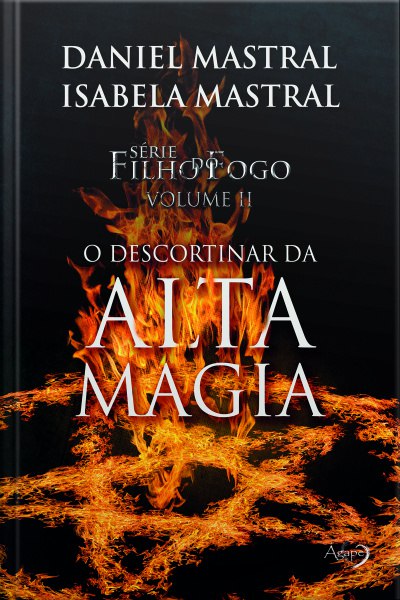 DANIEL MASTRAL
ISABELA MASTRAL
SÉRIE
FILHO DO FOGO
VOLUME II
O DESCORTINAR DA
ALTA
MAGIA
Agape